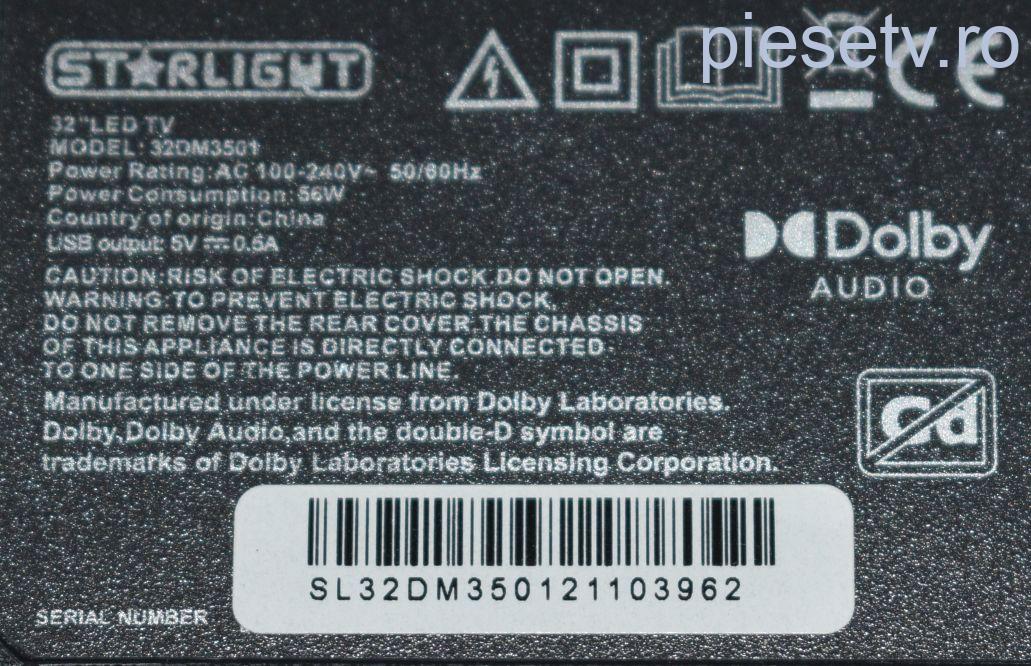 piesetv.ro
STARLIGHT
CE
32"LED TV
MODEL: 32DM3501
Power Rating: AC 100-240V~ 50/60Hz
Power Consumption: 56W
Country of origin: China
USB output: 5V ⎓ 0.5A
Dolby
AUDIO
CAUTION: RISK OF ELECTRIC SHOCK.DO NOT OPEN.
WARNING: TO PREVENT ELECTRIC SHOCK,
DO NOT REMOVE THE REAR COVER.THE CHASSIS
OF THIS APPLIANCE IS DIRECTLY CONNECTED
TO ONE SIDE OF THE POWER LINE.
Manufactured under license from Dolby Laboratories.
Dolby,Dolby Audio,and the double-D symbol are
trademarks of Dolby Laboratories Licensing Corporation.
Cd
SL32DM350121103962
SERIAL NUMBER